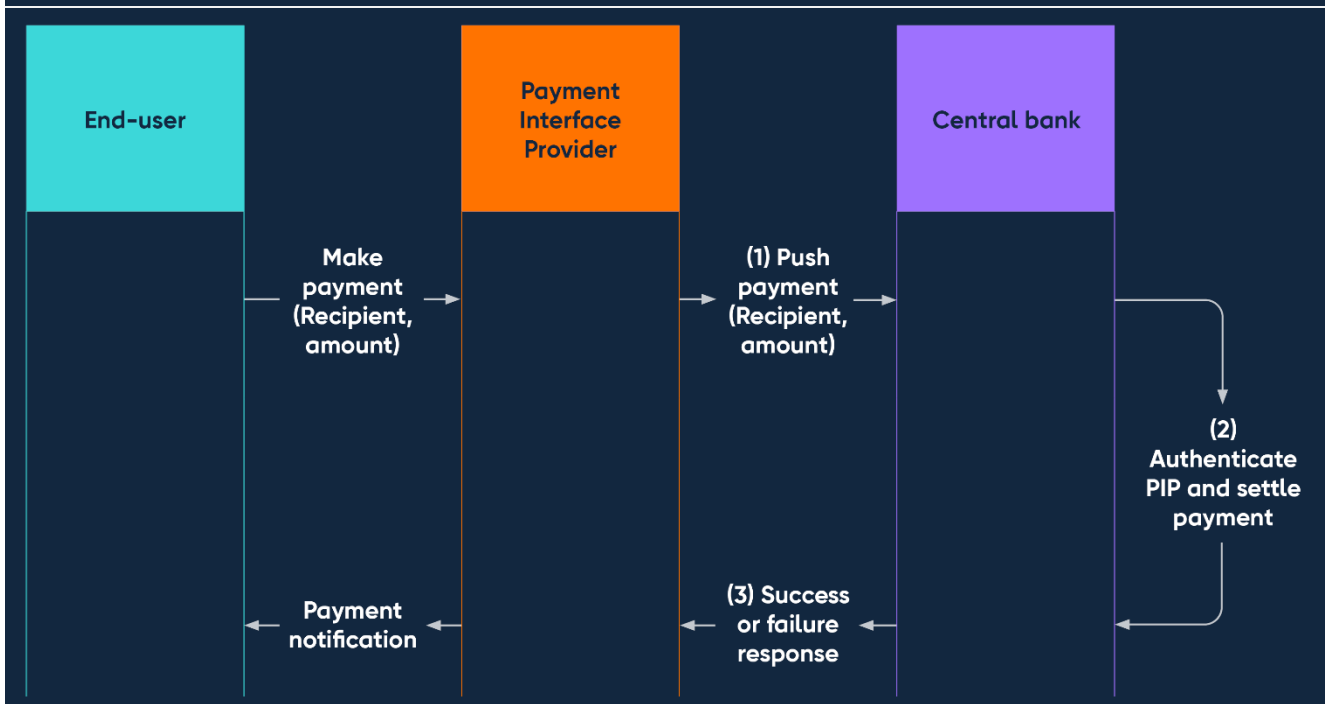 End-user
Payment
Interface
Provider
Central bank
Make
payment
(Recipient,
amount)
(1) Push
payment
(Recipient,
amount)
(2)
Authenticate
PIP and settle
payment
(3) Success
or failure
response
Payment
notification